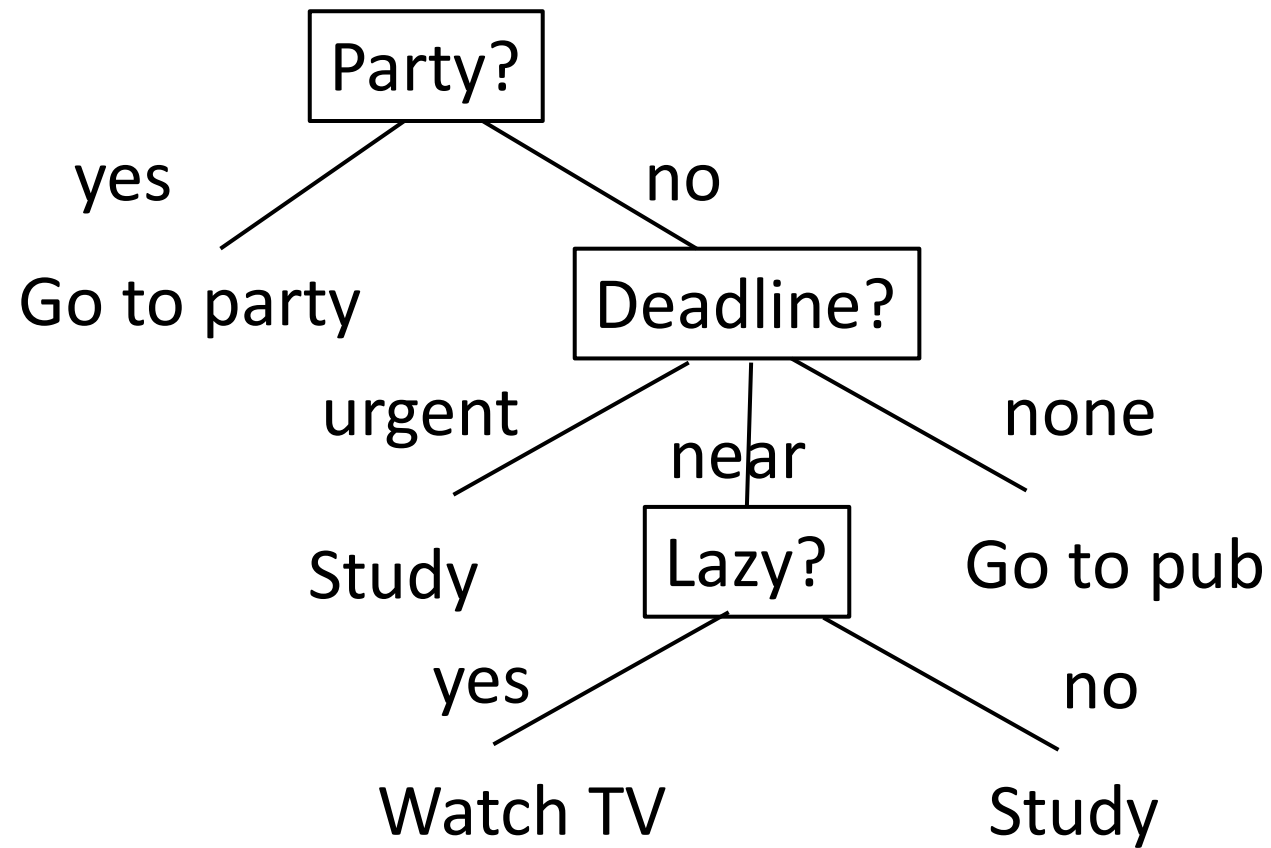 Party?
yes
no
Go to party
Deadline?
urgent
near
none
Study
Lazy?
Go to pub
yes
no
Watch TV
Study